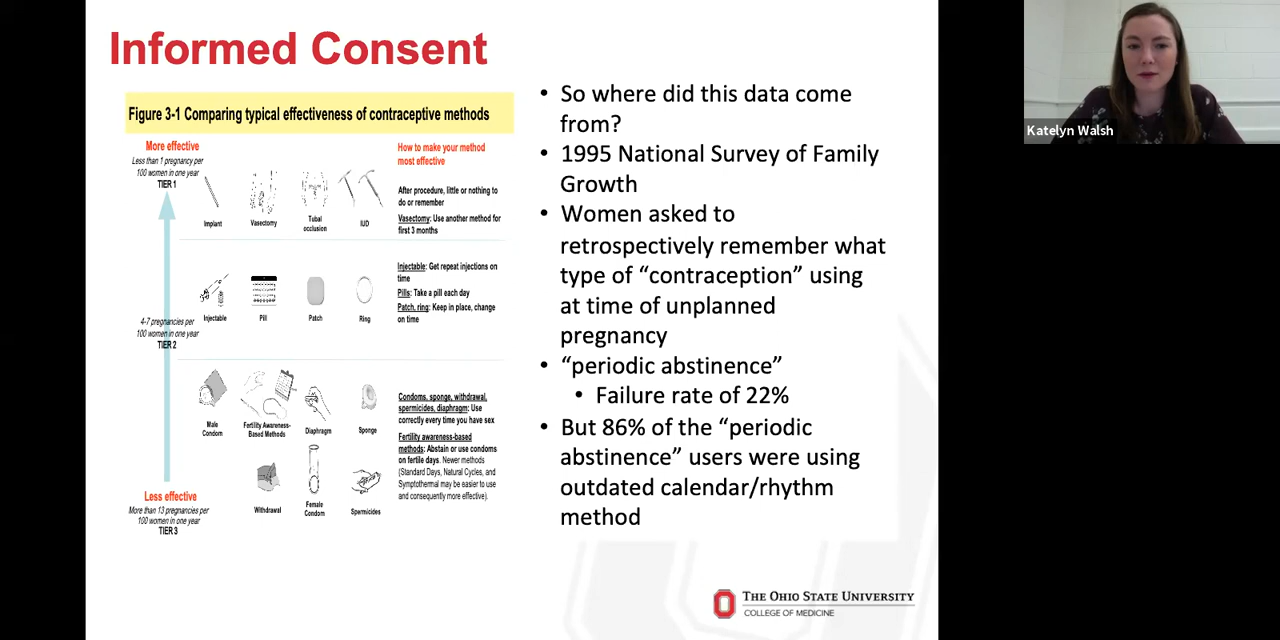 Informed Consent
Figure 3-1 Comparing typical effectiveness of contraceptive methods
More effective
Less than 1 pregnancy per
100 women in one year
TIER 1
How to make your method
most effective
After procedure, little or nothing to
do or remember
Vasectomy: Use another method for
first 3 months
Implant
Vasectomy
Tubal
occlusion
IUD
Injectable: Get repeat injections on
time
Pills: Take a pill each day
Patch, ring: Keep in place, change
on time
Injectable
Pill
Patch
Ring
4-7 pregnancies per
100 women in one year
TIER 2
Condoms, sponge, withdrawal,
spermicides, diaphragm: Use
correctly every time you have sex
Male
Condom
Fertility Awareness-
Based Methods
Diaphragm
Sponge
Fertility awareness-based
methods: Abstain or use condoms
on fertile days. Newer methods
(Standard Days, Natural Cycles, and
Symptothermal may be easier to use
and consequently more effective).
Withdrawal
Female
Condom
Spermicides
Less effective
More than 13 pregnancies per
100 women in one year
TIER 3
• So where did this data come
from?
• 1995 National Survey of Family
Growth
• Women asked to
retrospectively remember what
type of “contraception” using
at time of unplanned
pregnancy
• “periodic abstinence”
• Failure rate of 22%
• But 86% of the “periodic
abstinence” users were using
outdated calendar/rhythm
method
THE OHIO STATE UNIVERSITY
COLLEGE OF MEDICINE
Katelyn Walsh